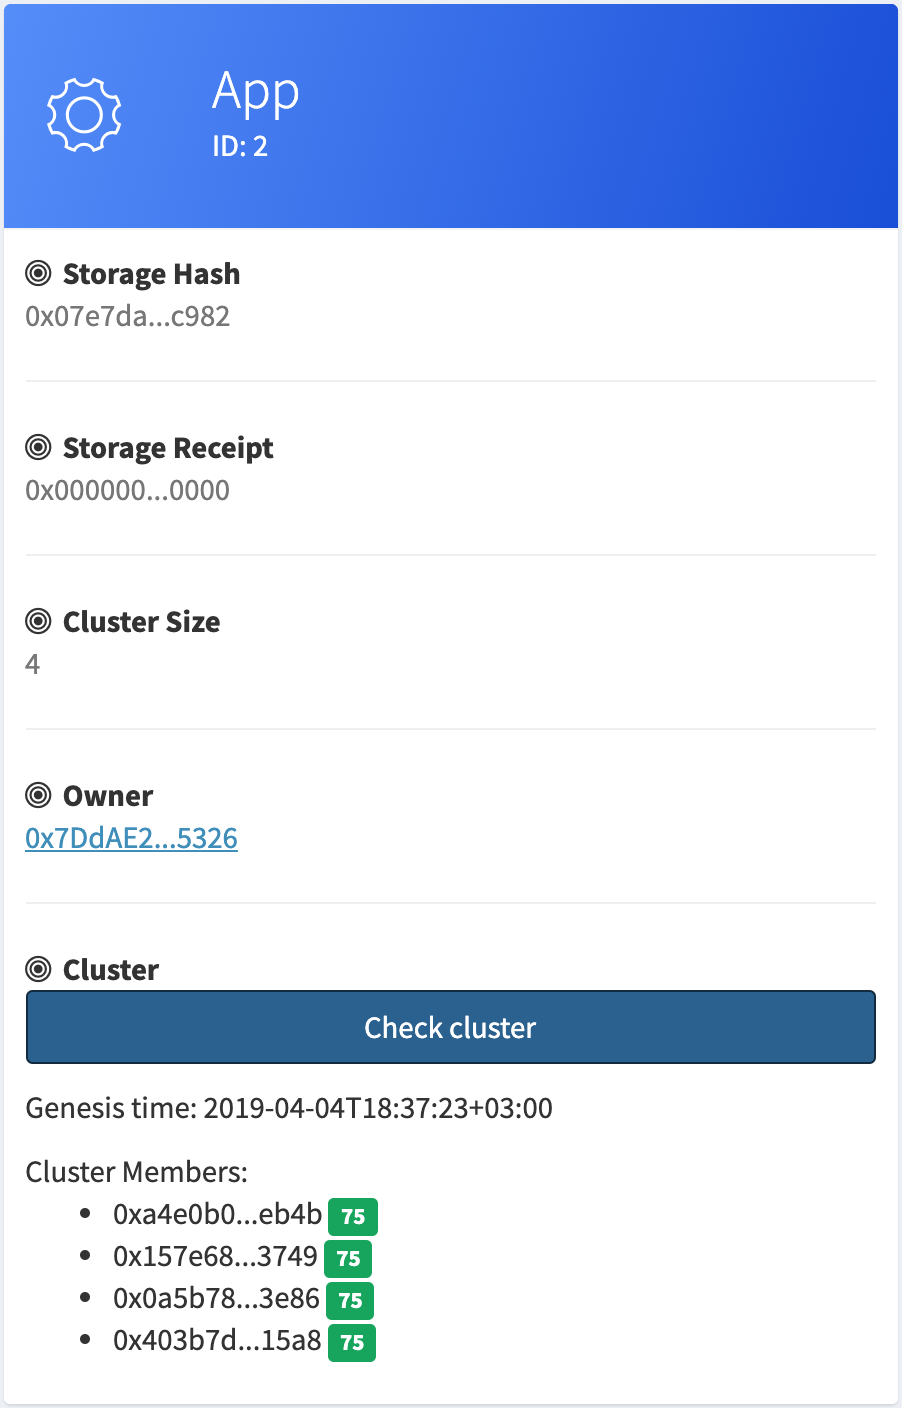 App
ID: 2
Storage Hash
0x07e7da...c982
Storage Receipt
0x000000...0000
Cluster Size
4
Owner
0x7DdAE2...5326
Cluster
Check cluster
Genesis time: 2019-04-04T18:37:23+03:00
Cluster Members:
0xa4e0b0...eb4b 75
0x157e68...3749 75
0x0a5b78...3e86 75
0x403b7d...15a8 75